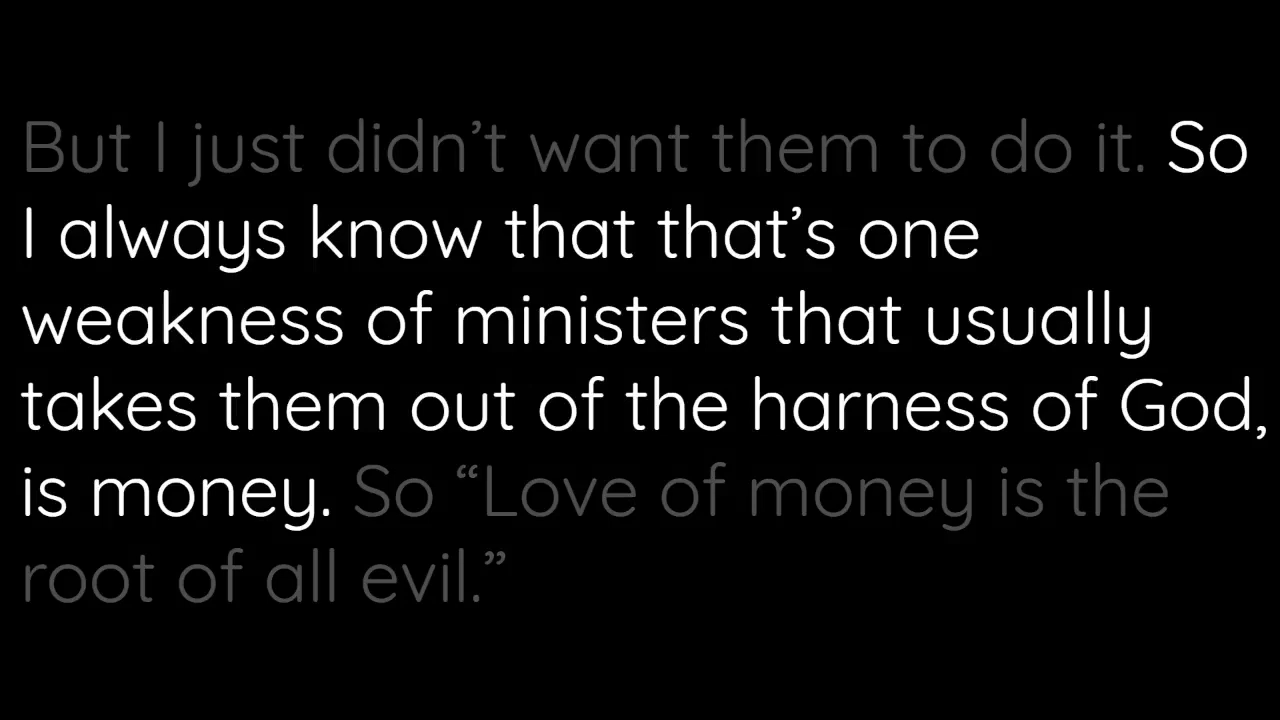 But I just didn’t want them to do it. So
I always know that that’s one
weakness of ministers that usually
takes them out of the harness of God,
is money. So “Love of money is the
root of all evil.”